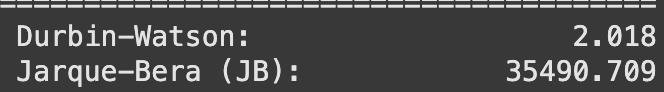 Durbin-Watson: 2.018
Jarque-Bera (JB): 35490.709